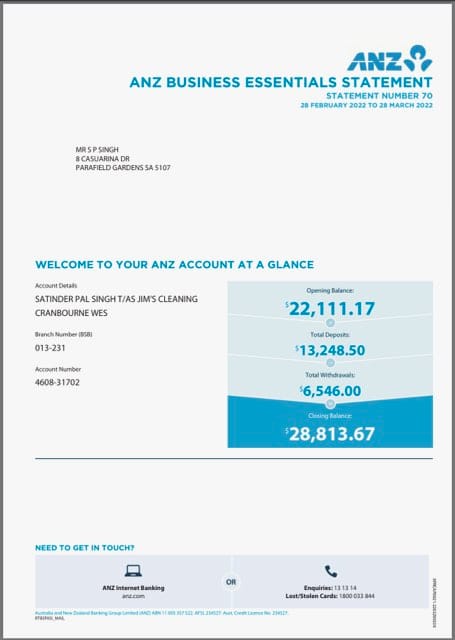 ANZ
ANZ BUSINESS ESSENTIALS STATEMENT
STATEMENT NUMBER 70
28 FEBRUARY 2022 TO 28 MARCH 2022
MR S P SINGH
8 CASUARINA DR
PARAFIELD GARDENS SA 5107
WELCOME TO YOUR ANZ ACCOUNT AT A GLANCE
Account Details
SATINDER PAL SINGH T/AS JIM'S CLEANING
CRANBOURNE WES
Branch Number (BSB)
013-231
Account Number
4608-31702
Opening Balance:
$22,111.17
Total Deposits:
$13,248.50
Total Withdrawals:
$6,546.00
Closing Balance:
$28,813.67
NEED TO GET IN TOUCH?
ANZ Internet Banking
anz.com
OR
Enquiries: 13 13 14
Lost/Stolen Cards: 1800 033 844
Australia and New Zealand Banking Group Limited (ANZ) ABN 11 005 357 522. AFSL 234527. Aust. Credit Licence No. 234527.